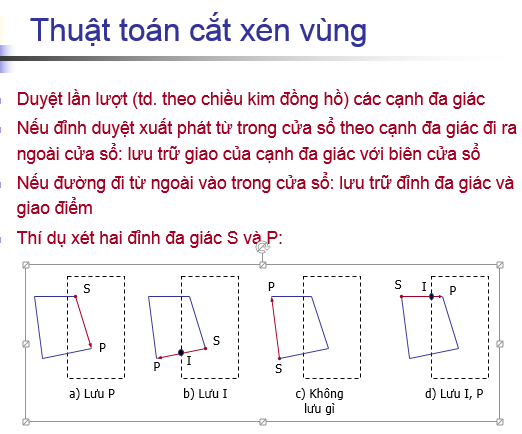 Thuật toán cắt xén vùng
Duyệt lần lượt (td. theo chiều kim đồng hồ) các cạnh đa giác
Nếu đỉnh duyệt xuất phát từ trong cửa sổ theo cạnh đa giác đi ra
ngoài cửa sổ: lưu trữ giao của cạnh đa giác với biên cửa sổ
Nếu đường đi từ ngoài vào trong cửa sổ: lưu trữ đỉnh đa giác và
giao điểm
Thí dụ xét hai đỉnh đa giác S và P:
S
P
a) Lưu P
S
I
P
b) Lưu I
P
S
c) Không
lưu gì
S I P
d) Lưu I, P